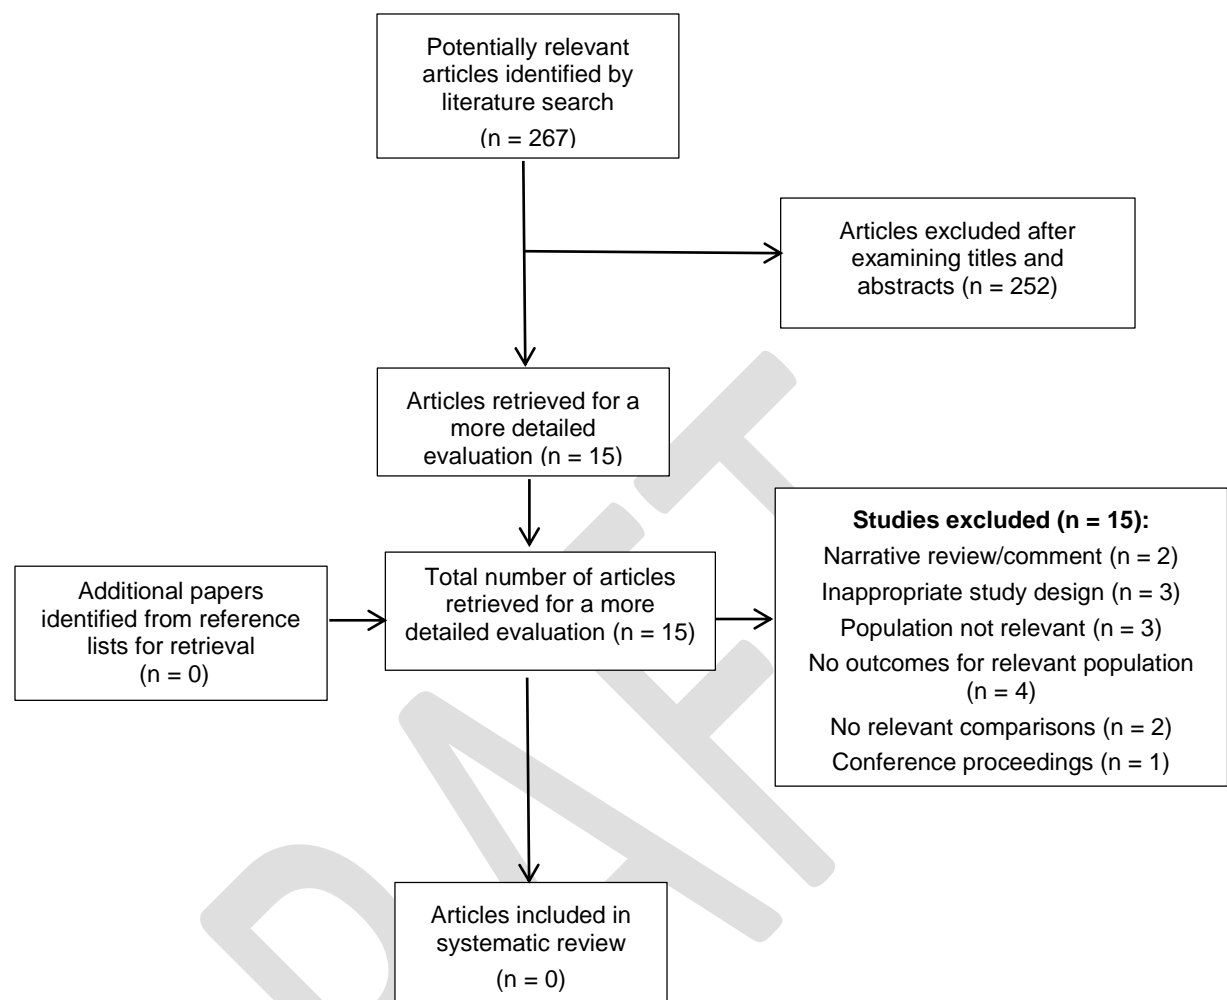 Potentially relevant
articles identified by
literature search
(n = 267)
Articles excluded after
examining titles and
abstracts (n = 252)
Articles retrieved for a
more detailed
evaluation (n = 15)
Additional papers
identified from reference
lists for retrieval
(n = 0)
Total number of articles
retrieved for a more
detailed evaluation (n = 15)
Studies excluded (n = 15):
Narrative review/comment (n = 2)
Inappropriate study design (n = 3)
Population not relevant (n = 3)
No outcomes for relevant population
(n = 4)
No relevant comparisons (n = 2)
Conference proceedings (n = 1)
Articles included in
systematic review
(n = 0)
DRAFT